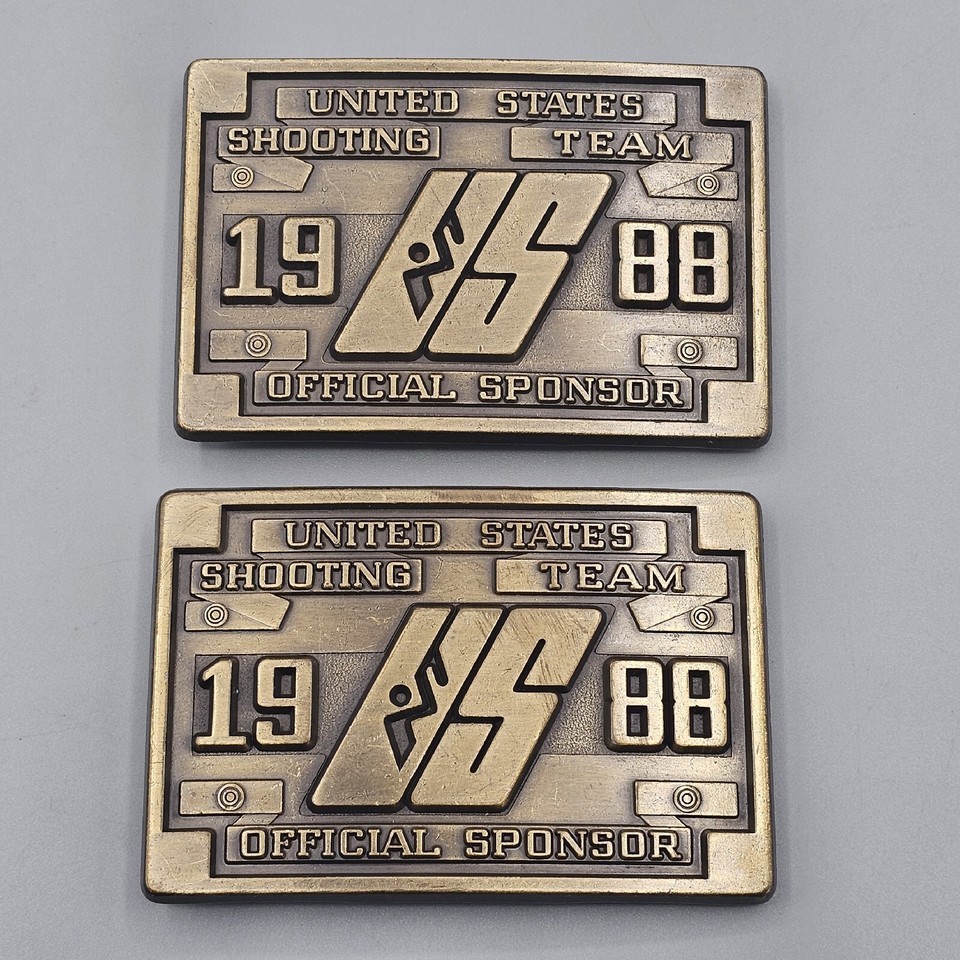 UNITED STATES
SHOOTING TEAM
19 US 88
OFFICIAL SPONSOR
UNITED STATES
SHOOTING TEAM
19 US 88
OFFICIAL SPONSOR